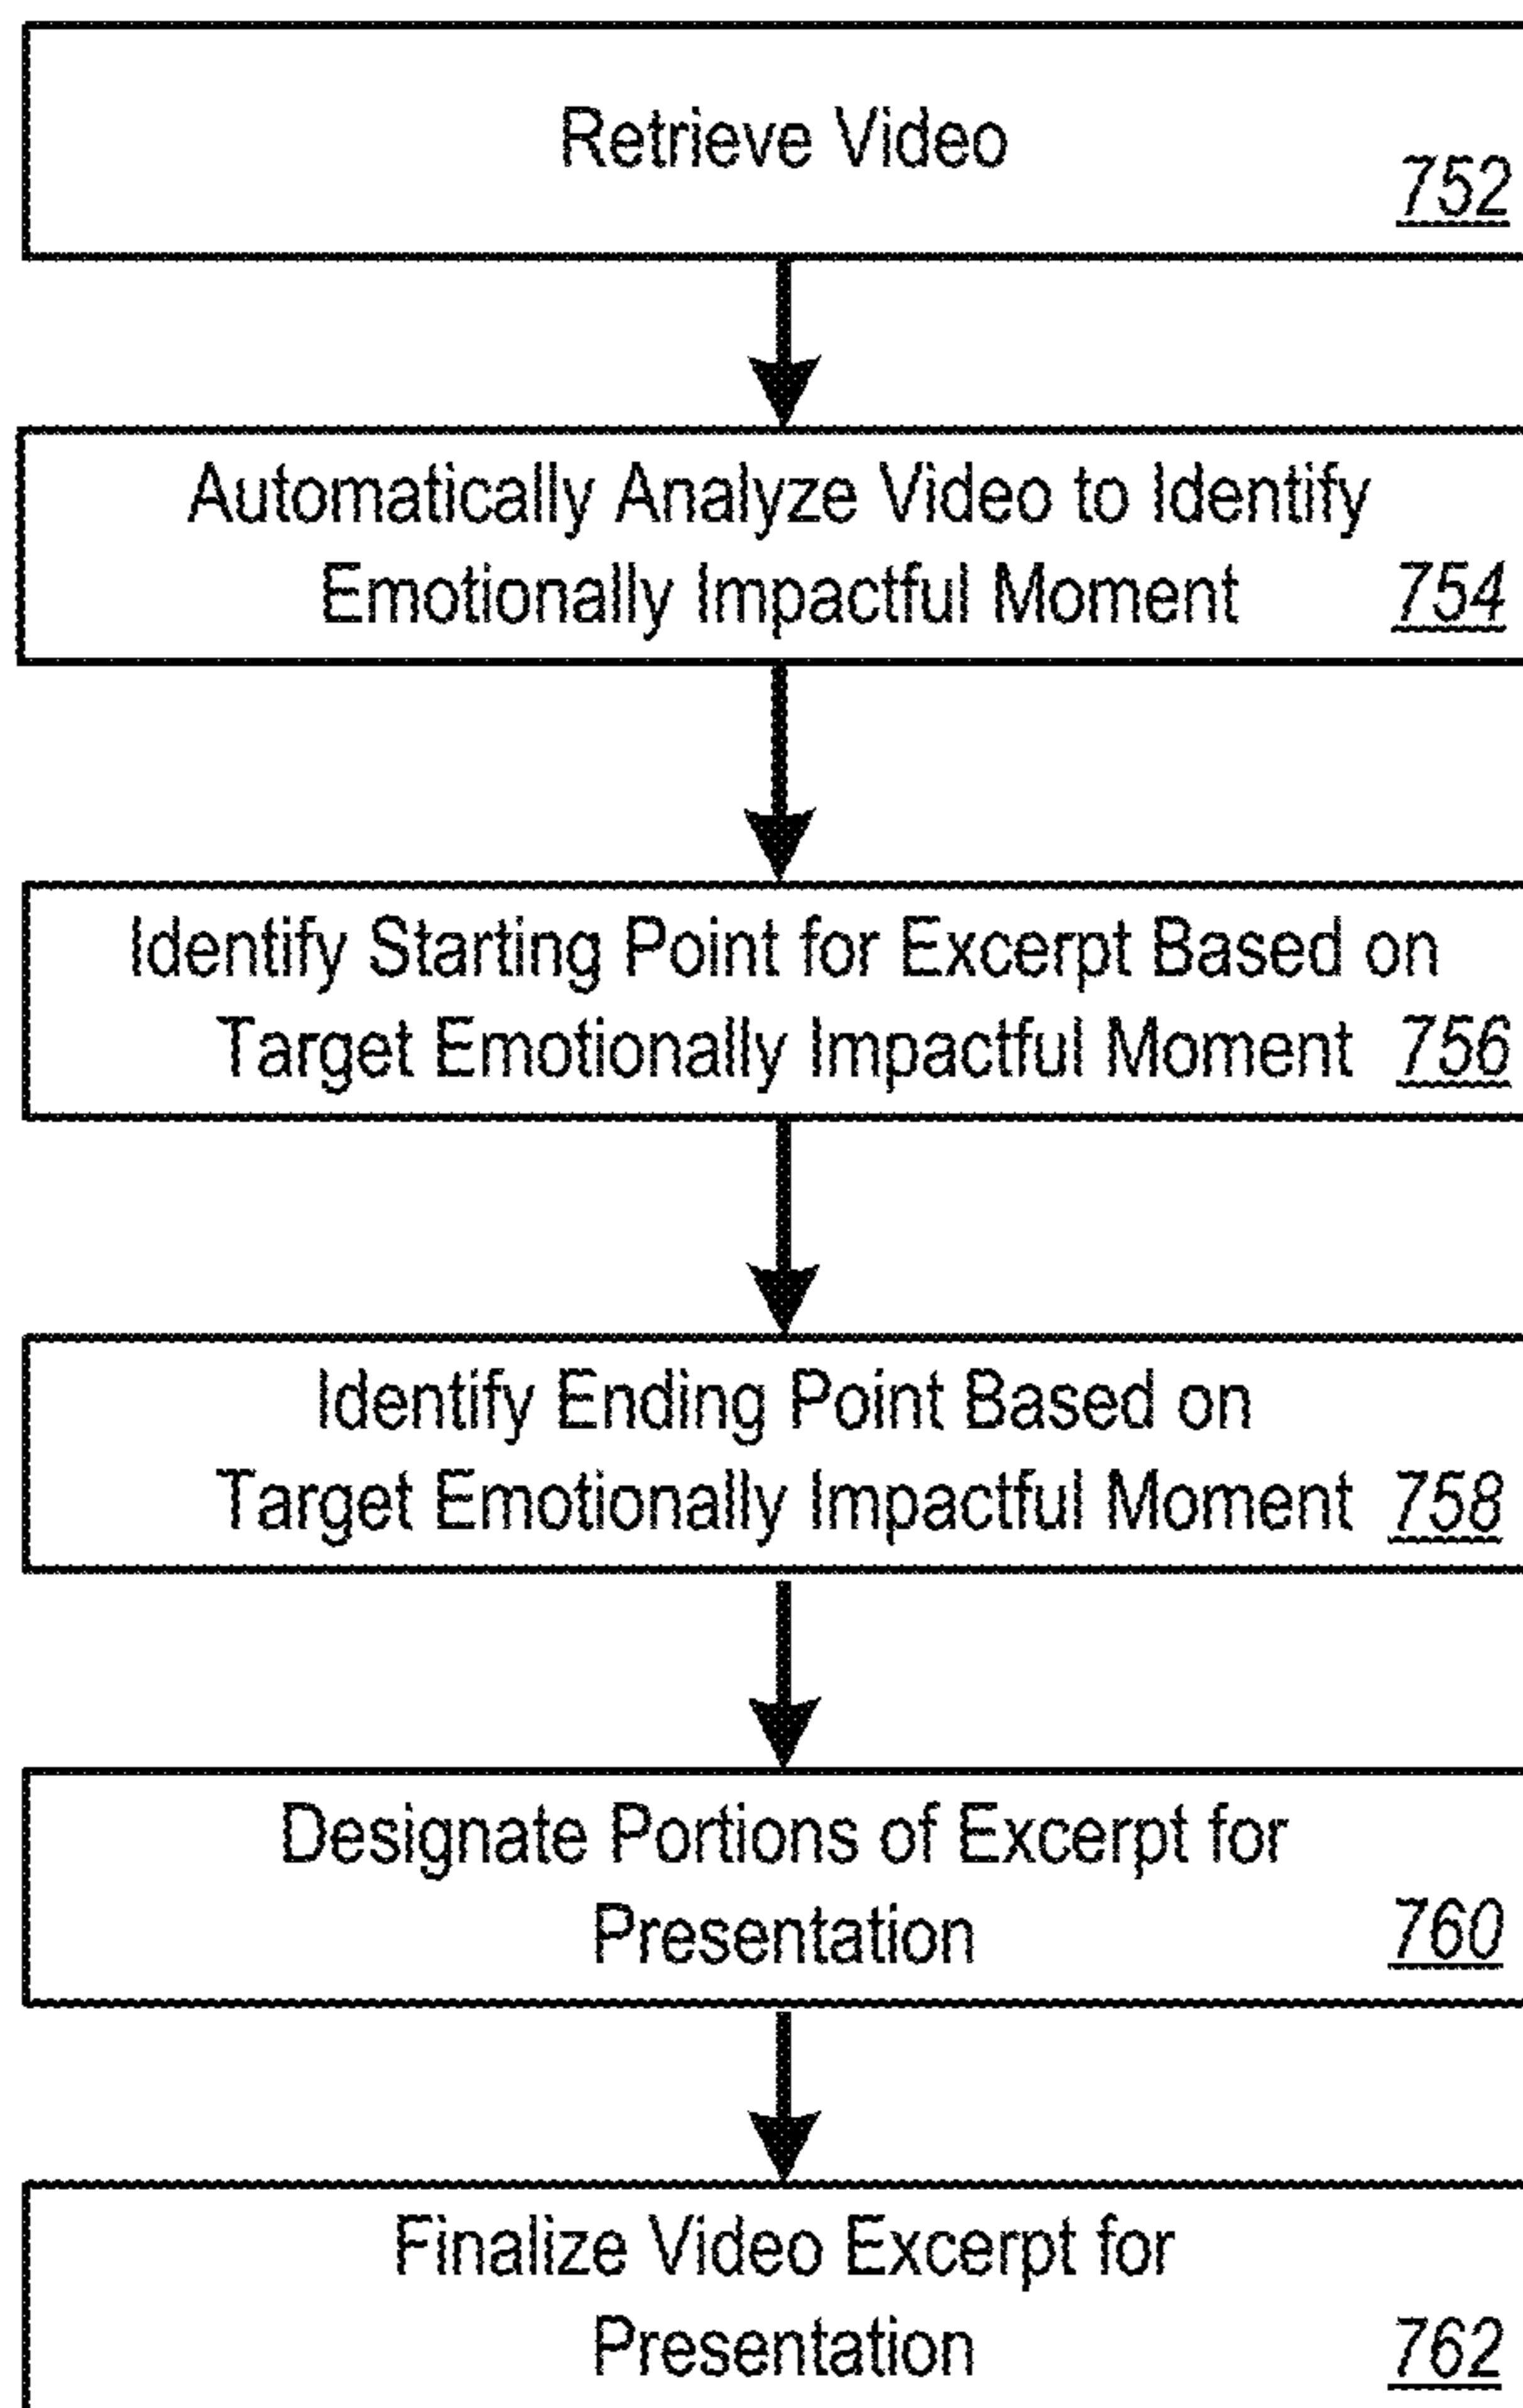 Retrieve Video
752
Automatically Analyze Video to Identify
Emotionally Impactful Moment 754
Identify Starting Point for Excerpt Based on
Target Emotionally Impactful Moment 756
Identify Ending Point Based on
Target Emotionally Impactful Moment 758
Designate Portions of Excerpt for
Presentation 760
Finalize Video Excerpt for
Presentation 762